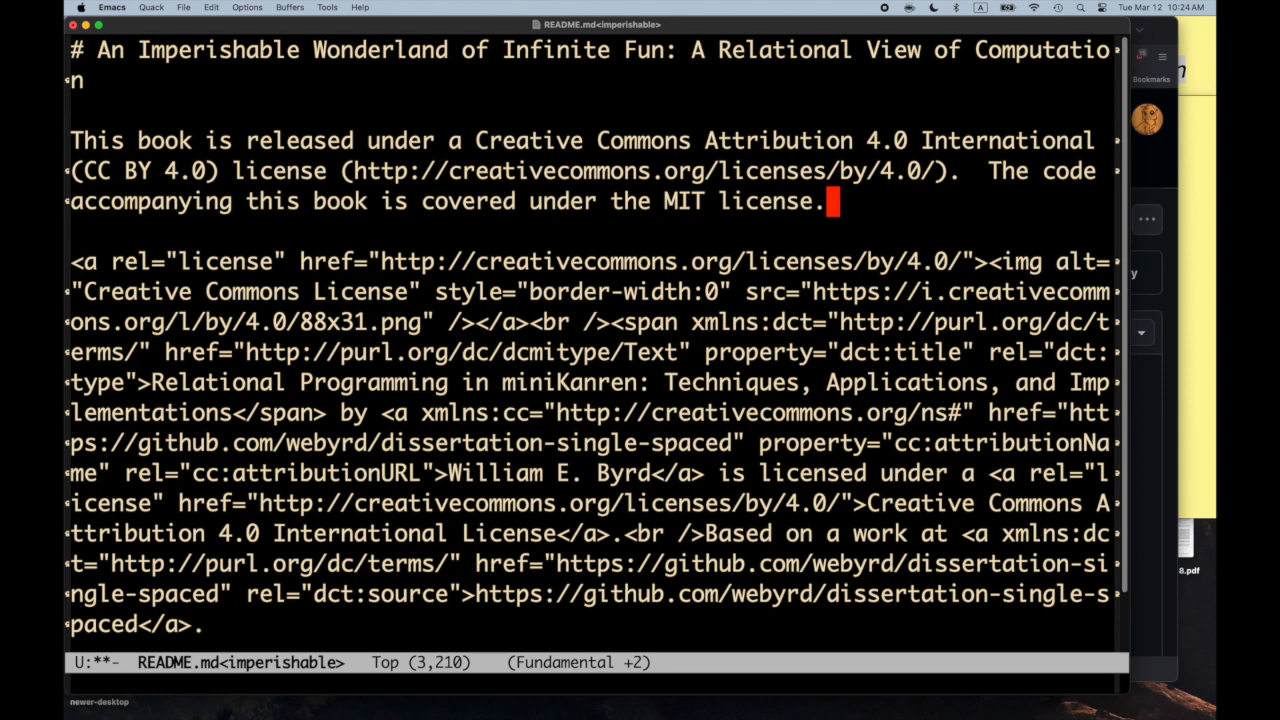 Emacs Quack File Edit Options Buffers Tools Help A Tue Mar 12 10:24 AM
README.md<imperishable>
# An Imperishable Wonderland of Infinite Fun: A Relational View of Computatio
n
Bookmarks
This book is released under a Creative Commons Attribution 4.0 International
(CC BY 4.0) license (http://creativecommons.org/licenses/by/4.0/).  The code
accompanying this book is covered under the MIT license.
<a rel="license" href="http://creativecommons.org/licenses/by/4.0/"><img alt=
"Creative Commons License" style="border-width:0" src="https://i.creativecomm
ons.org/l/by/4.0/88x31.png" /></a><br /><span xmlns:dct="http://purl.org/dc/t
erms/" href="http://purl.org/dc/dcmitype/Text" property="dct:title" rel="dct:
type">Relational Programming in miniKanren: Techniques, Applications, and Imp
lementations</span> by <a xmlns:cc="http://creativecommons.org/ns#" href="htt
ps://github.com/webyrd/dissertation-single-spaced" property="cc:attributionNa
me" rel="cc:attributionURL">William E. Byrd</a> is licensed under a <a rel="l
icense" href="http://creativecommons.org/licenses/by/4.0/">Creative Commons A
ttribution 4.0 International License</a>.<br />Based on a work at <a xmlns:dc
t="http://purl.org/dc/terms/" href="https://github.com/webyrd/dissertation-si
ngle-spaced" rel="dct:source">https://github.com/webyrd/dissertation-single-s
paced</a>.
8.pdf
U:**-  README.md<imperishable>   Top (3,210)    (Fundamental +2)
newer-desktop